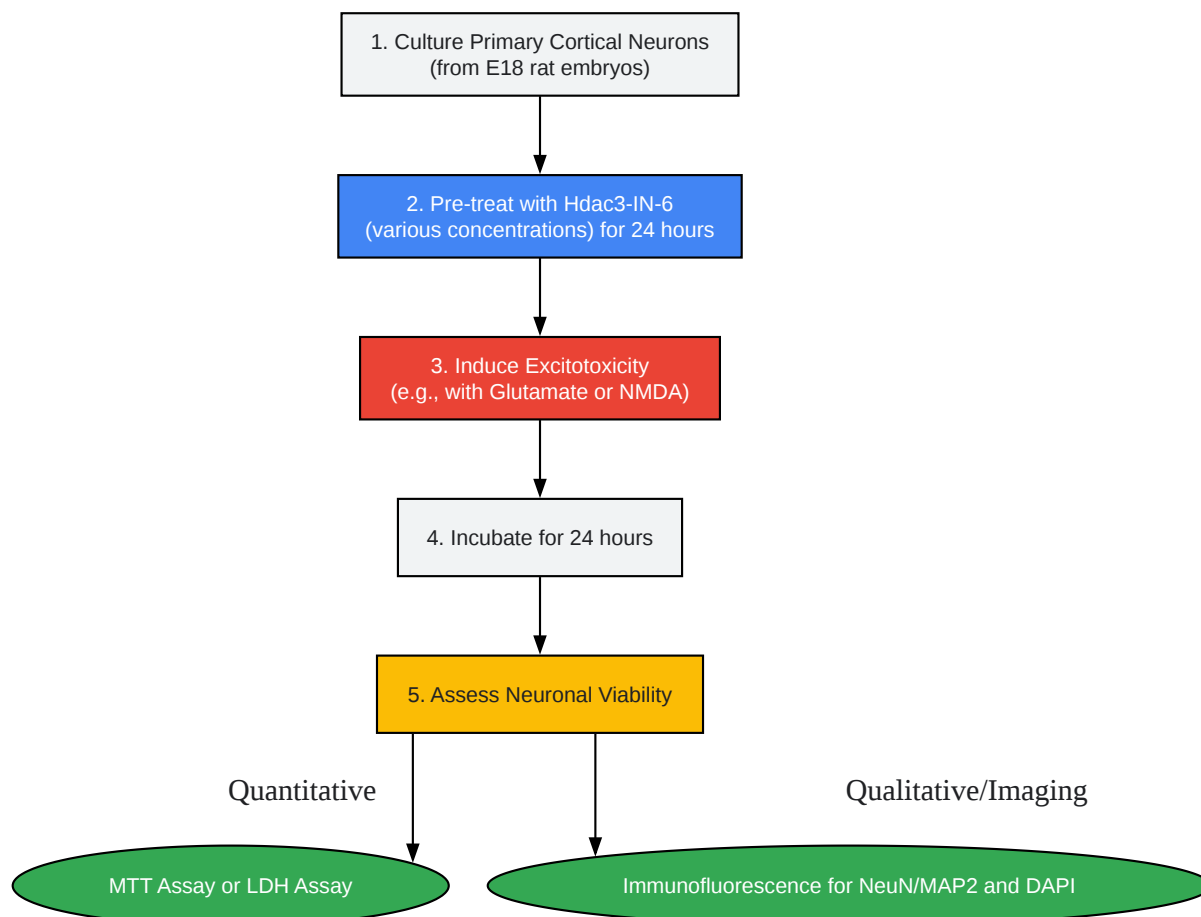 1. Culture Primary Cortical Neurons
(from E18 rat embryos)
2. Pre-treat with Hdac3-IN-6
(various concentrations) for 24 hours
3. Induce Excitotoxicity
(e.g., with Glutamate or NMDA)
4. Incubate for 24 hours
5. Assess Neuronal Viability
Quantitative
Qualitative/Imaging
MTT Assay or LDH Assay
Immunofluorescence for NeuN/MAP2 and DAPI